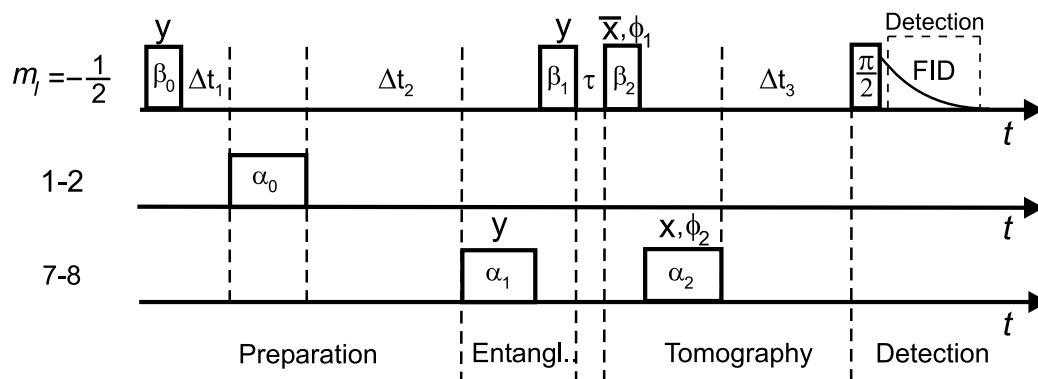 y y x̅, ϕ₁ Detection
m_I = −1/2 β₀ Δt₁ Δt₂ β₁ τ β₂ Δt₃ π/2 FID
t
1-2 α₀
t
y x, ϕ₂
7-8 α₁ α₂
t
Preparation Entangl.. Tomography Detection